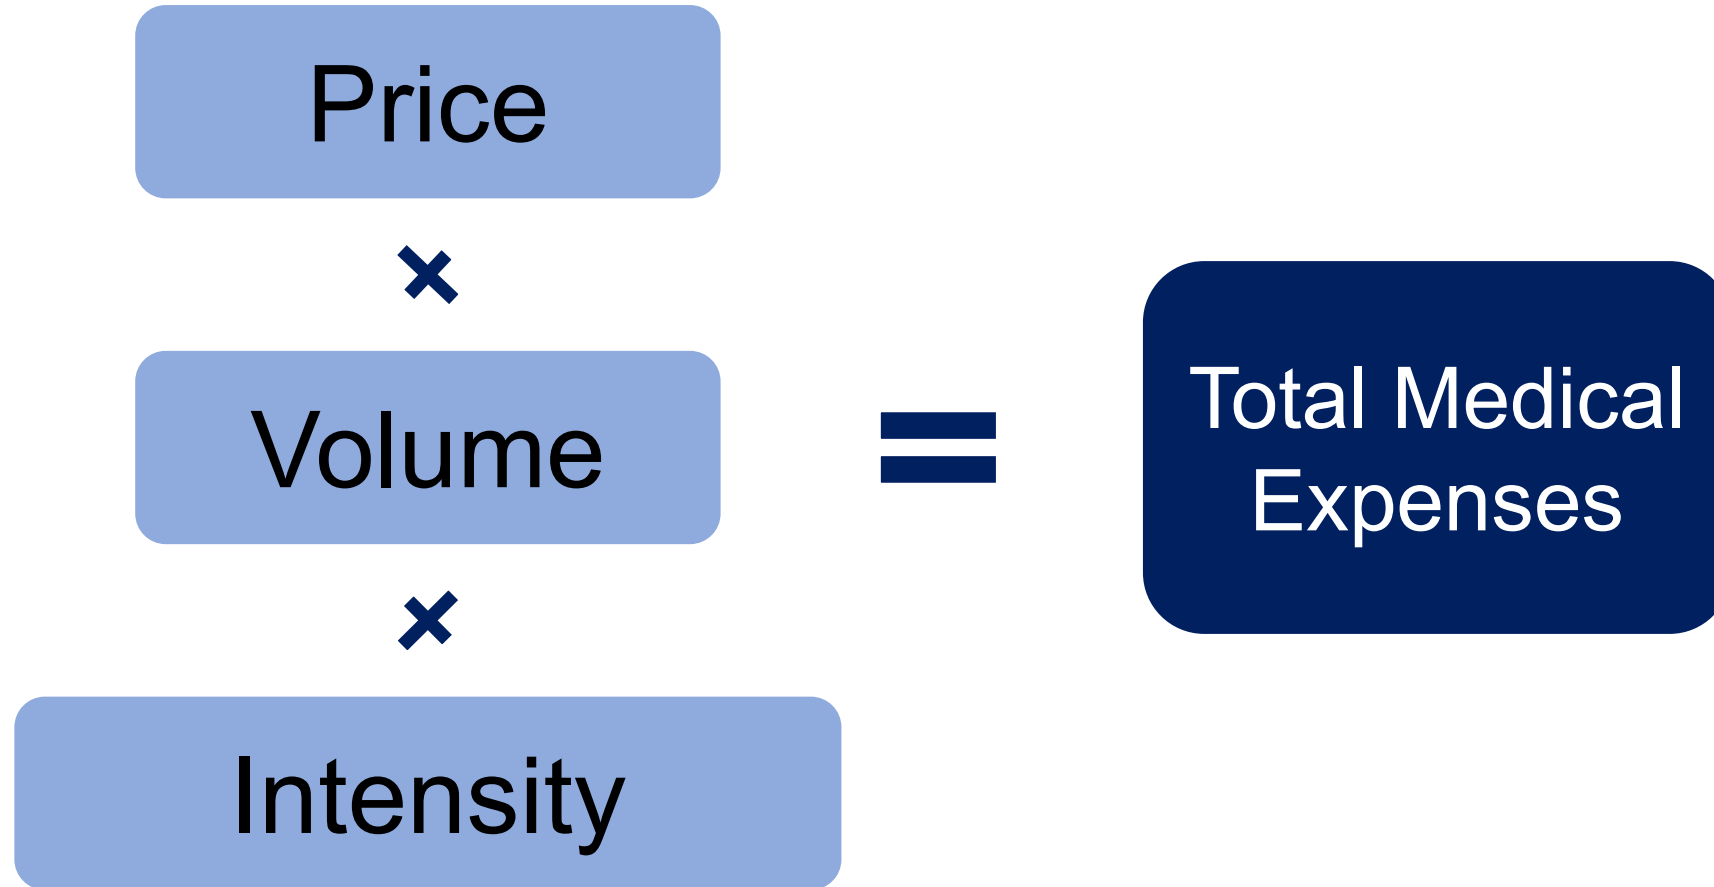 Price
×
Volume
×
Intensity
=
Total Medical
Expenses